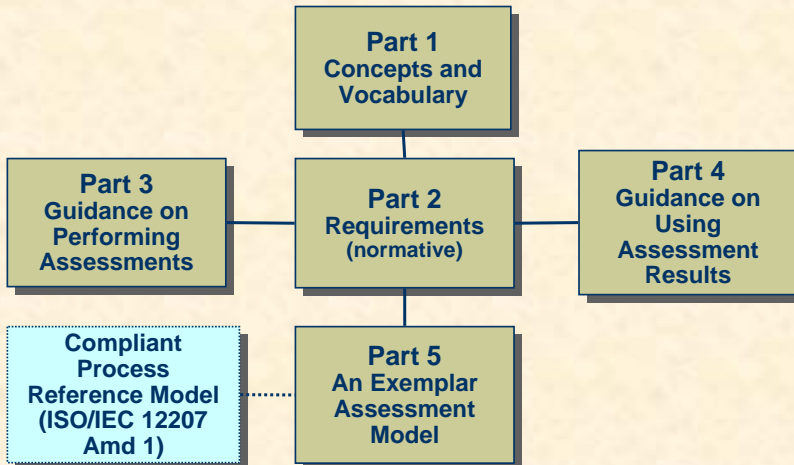 Part 1
Concepts and
Vocabulary
Part 3
Guidance on
Performing
Assessments
Part 2
Requirements
(normative)
Part 4
Guidance on
Using
Assessment
Results
Compliant
Process
Reference Model
(ISO/IEC 12207
Amd 1)
Part 5
An Exemplar
Assessment
Model